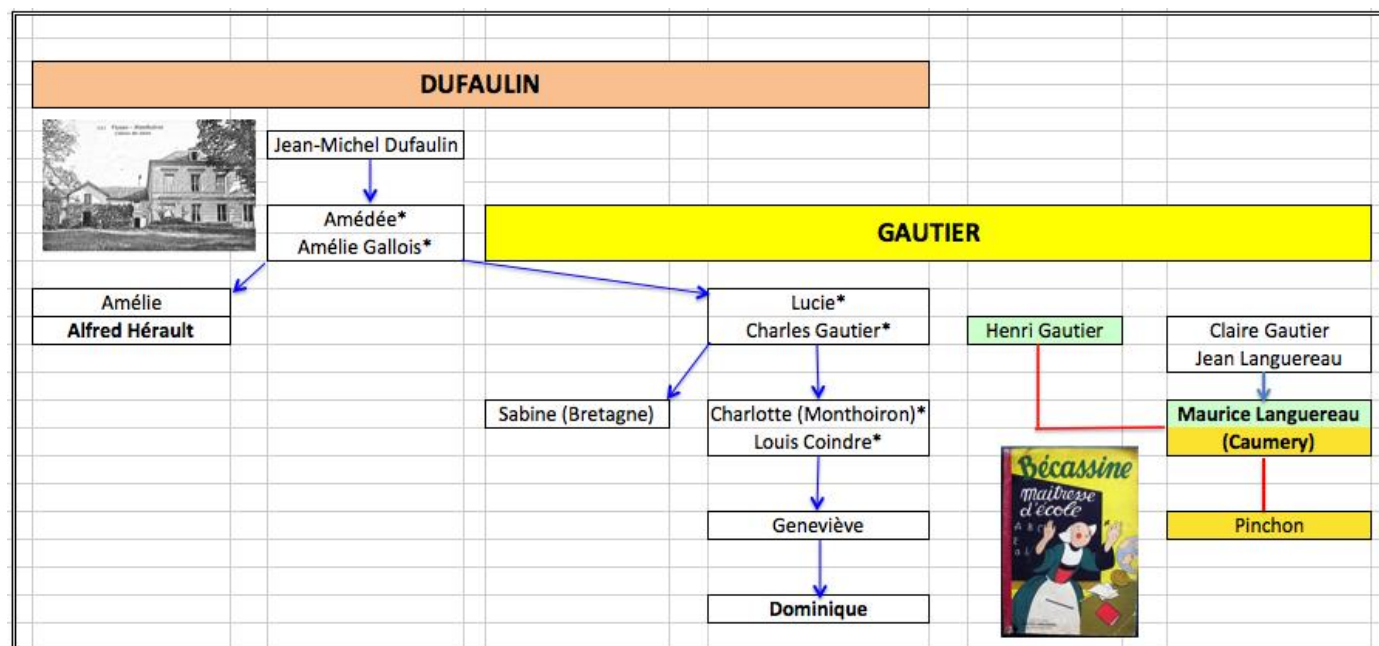 DUFAULIN
Jean-Michel Dufaulin
Amédée*
Amélie Gallois*
GAUTIER
Amélie
Alfred Hérault
Lucie*
Charles Gautier*
Henri Gautier
Claire Gautier
Jean Languereau
Sabine (Bretagne)
Charlotte (Monthoiron)*
Louis Coindre*
Maurice Languereau
(Caumery)
Bécassine
maitresse
d'école
Geneviève
Pinchon
Dominique